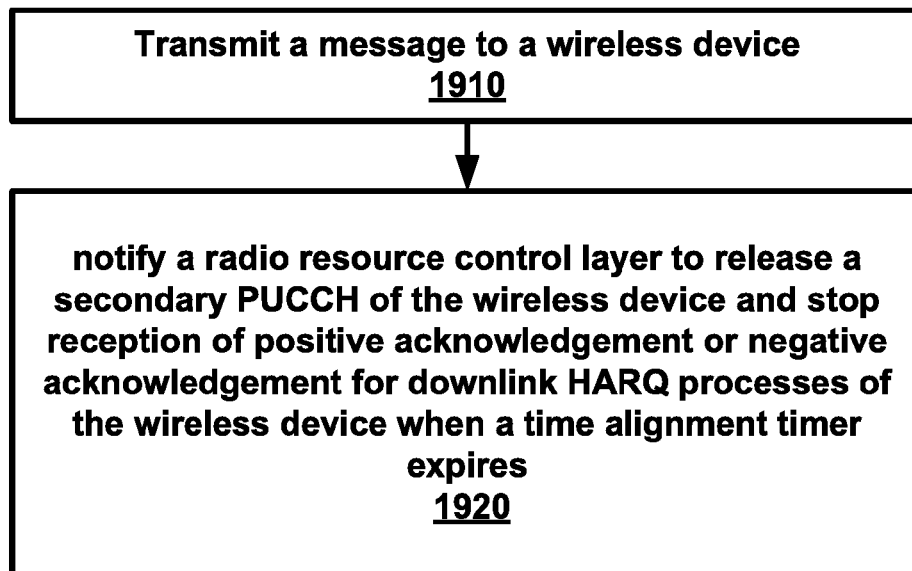 Transmit a message to a wireless device
1910
notify a radio resource control layer to release a
secondary PUCCH of the wireless device and stop
reception of positive acknowledgement or negative
acknowledgement for downlink HARQ processes of
the wireless device when a time alignment timer
expires
1920